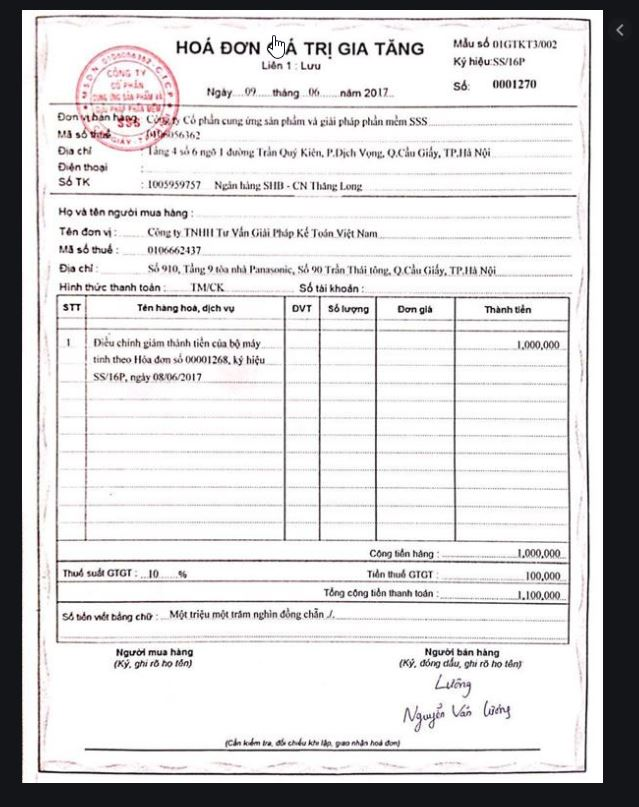 HOÁ ĐƠN GIÁ TRỊ GIA TĂNG
Liên 1 : Lưu
Ngày....09.....tháng ..06.....năm 2017..
Mẫu số 01GTKT3/002
Ký hiệu:SS/16P
Số: 0001270
CÔNG TY
CỔ PHẦN
CUNG ỨNG SẢN PHẨM VÀ
GIẢI PHÁP PHẦN MỀM
SSS
Đơn vị bán hàng: Công ty Cổ phần cung ứng sản phẩm và giải pháp phần mềm SSS
Mã số thuế : 0106056362
Địa chỉ : Tầng 4 số 6 ngõ 1 đường Trần Quý Kiên, P.Dịch Vọng, Q.Cầu Giấy, TP.Hà Nội
Điện thoại :
Số TK : 1005959757 Ngân hàng SHB - CN Thăng Long
Họ và tên người mua hàng :
Tên đơn vị : Công ty TNHH Tư Vấn Giải Pháp Kế Toán Việt Nam
Mã số thuế : 0106662437
Địa chỉ : Số 910, Tầng 9 tòa nhà Panasonic, Số 90 Trần Thái tông, Q.Cầu Giấy, TP.Hà Nội
Hình thức thanh toán : TM/CK Số tài khoản :
STT Tên hàng hoá, dịch vụ ĐVT Số lượng Đơn giá Thành tiền
1 Điều chỉnh giảm thành tiền của bộ máy 1,000,000
tính theo Hóa đơn số 00001268, ký hiệu
SS/16P, ngày 08/06/2017
Cộng tiền hàng : 1,000,000
Thuế suất GTGT : ...10......% Tiền thuế GTGT : 100,000
Tổng cộng tiền thanh toán : 1,100,000
Số tiền viết bằng chữ : Một triệu một trăm nghìn đồng chẵn ./.
Người mua hàng
(Ký, ghi rõ họ tên)
Người bán hàng
(Ký, đóng dấu, ghi rõ họ tên)
Lương
Nguyễn Văn Lương
(Cần kiểm tra, đối chiếu khi lập, giao nhận hoá đơn)